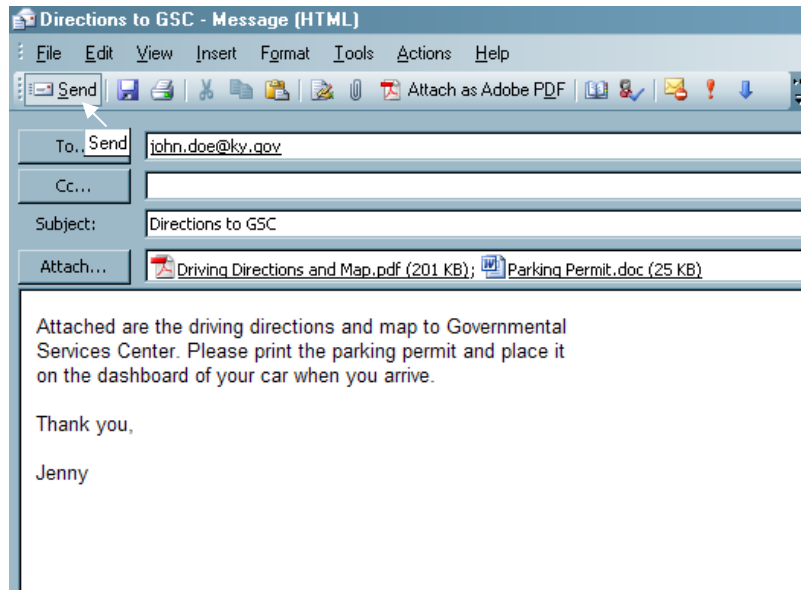 Directions to GSC - Message (HTML)
File Edit View Insert Format Tools Actions Help
Send Attach as Adobe PDF
To.. Send john.doe@ky.gov
Cc...
Subject: Directions to GSC
Attach... Driving Directions and Map.pdf (201 KB); Parking Permit.doc (25 KB)
Attached are the driving directions and map to Governmental
Services Center. Please print the parking permit and place it
on the dashboard of your car when you arrive.
Thank you,
Jenny